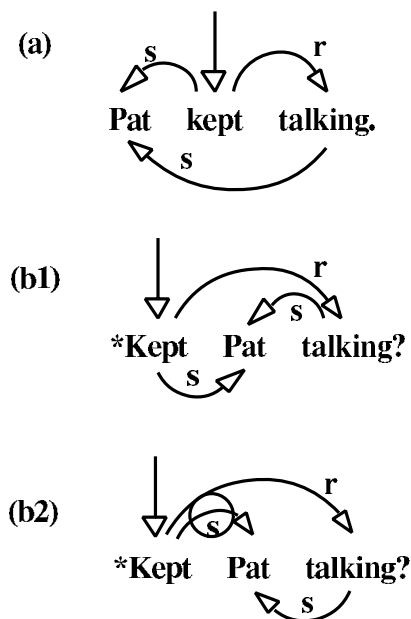 (a)
s
r
Pat kept talking.
s
(b1)
r
s
*Kept Pat talking?
s
(b2)
r
s
*Kept Pat talking?
s